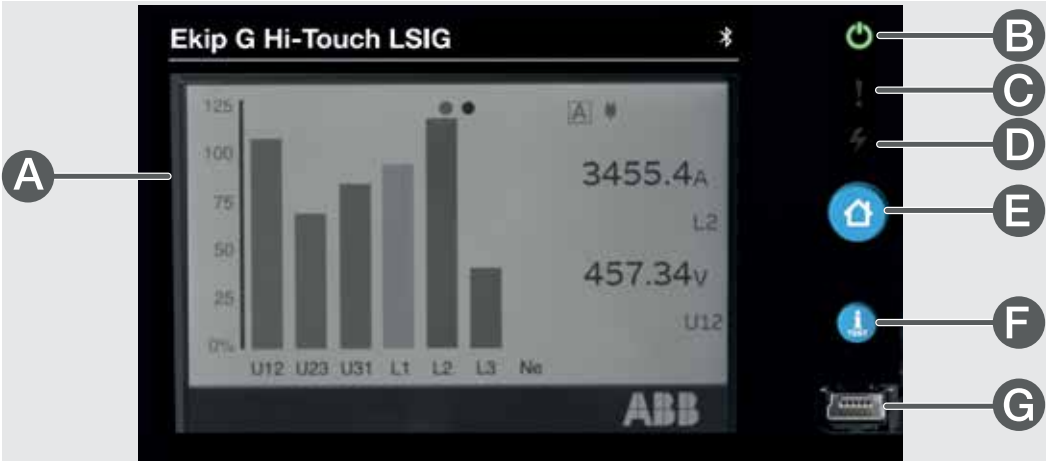 Ekip G Hi-Touch LSIG
125
100
75
50
25
0%
U12 U23 U31 L1 L2 L3 Ne
A
3455.4A
L2
457.34V
U12
ABB
i
TEST
A
B
C
D
E
F
G